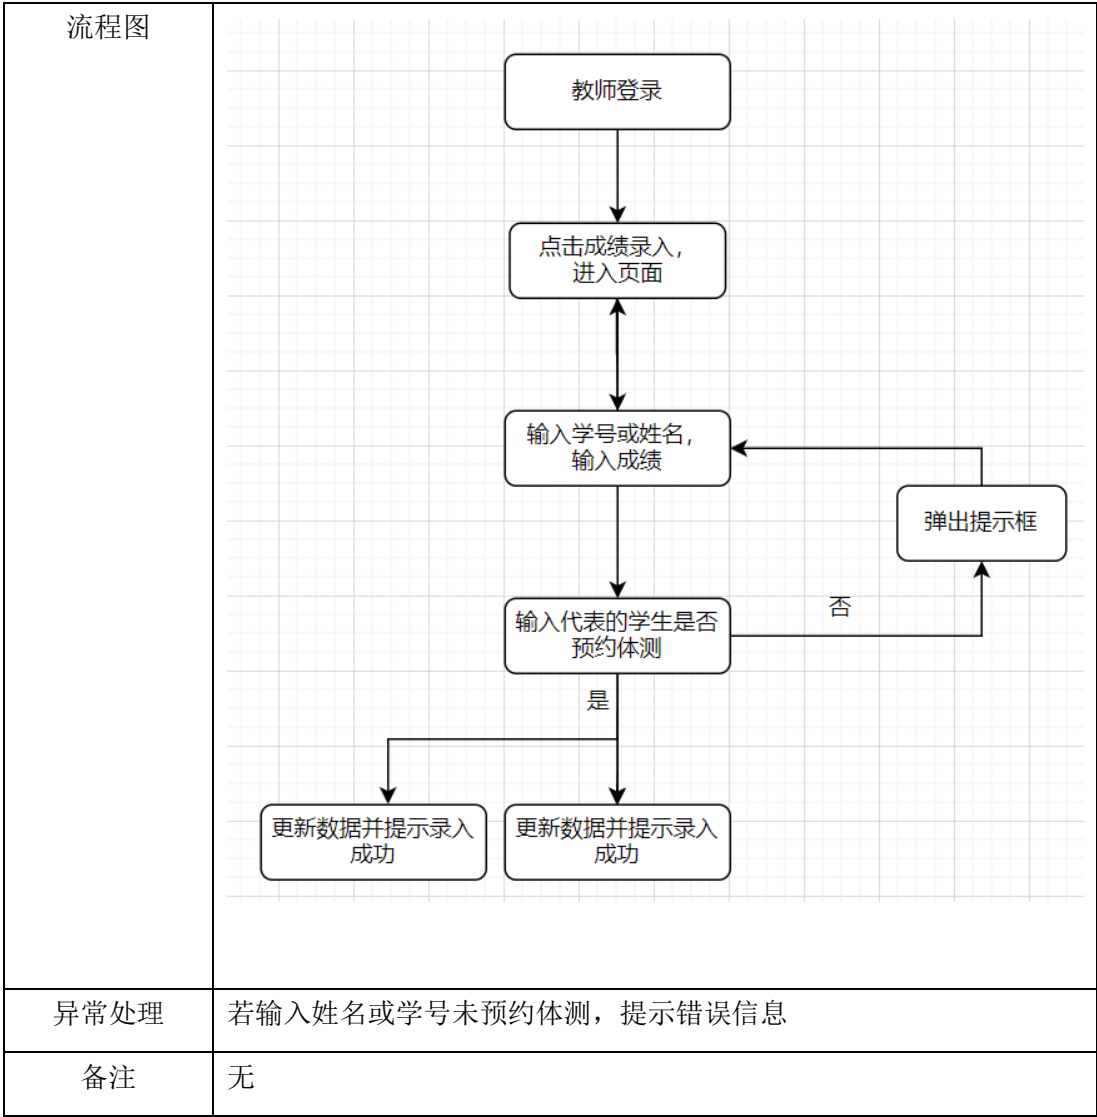 流程图
教师登录
点击成绩录入，
进入页面
输入学号或姓名，
输入成绩
弹出提示框
否
输入代表的学生是否
预约体测
是
更新数据并提示录入
成功
更新数据并提示录入
成功
异常处理
若输入姓名或学号未预约体测，提示错误信息
备注
无